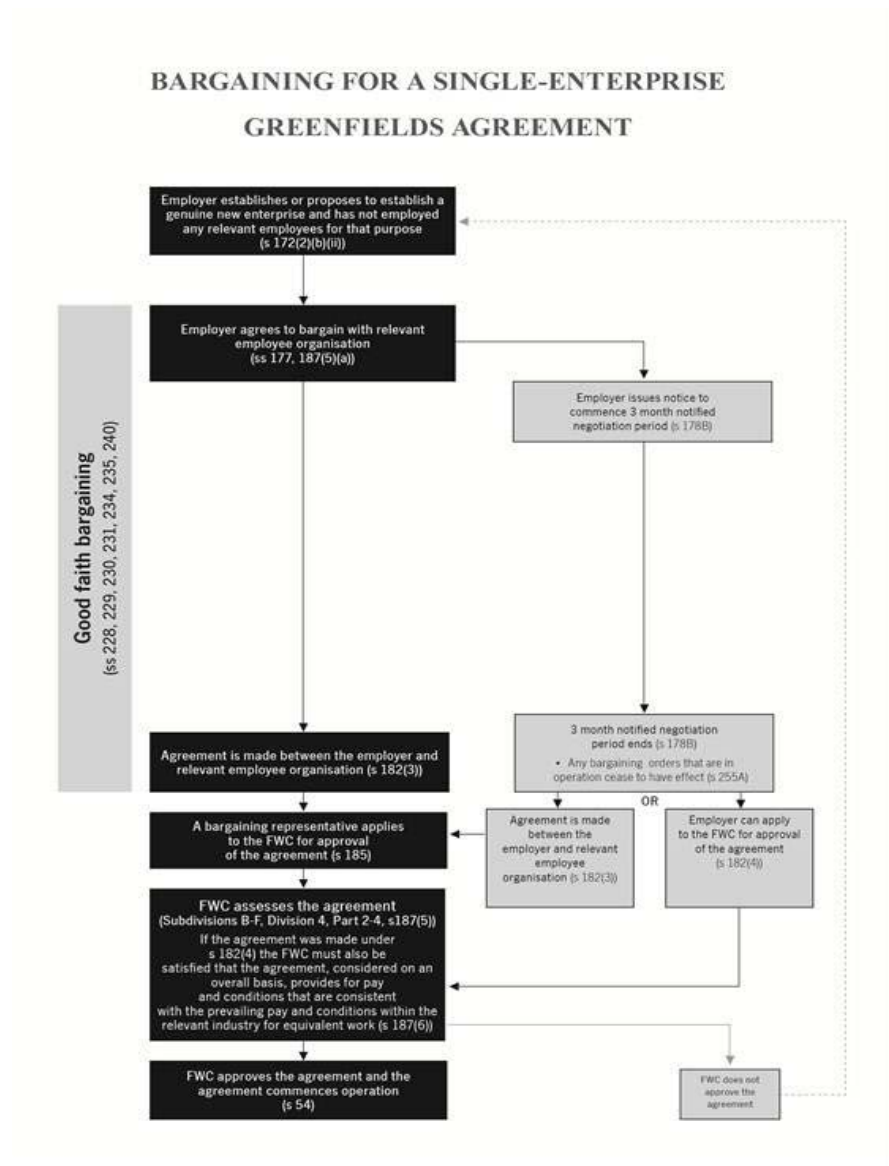 BARGAINING FOR A SINGLE-ENTERPRISE
GREENFIELDS AGREEMENT
Employer establishes or proposes to establish a
genuine new enterprise and has not employed
any relevant employees for that purpose
(s 172(2)(b)(ii))
Good faith bargaining
(ss 228, 229, 230, 231, 234, 235, 240)
Employer agrees to bargain with relevant
employee organisation
(ss 177, 187(5)(a))
Employer issues notice to
commence 3 month notified
negotiation period (s 178B)
3 month notified negotiation
period ends (s 178B)
• Any bargaining orders that are in
operation cease to have effect (s 255A)
Agreement is made between the employer and
relevant employee organisation (s 182(3))
OR
A bargaining representative applies
to the FWC for approval
of the agreement (s 185)
Agreement is made
between the
employer and relevant
employee
organisation (s 182(3))
Employer can apply
to the FWC for approval
of the agreement
(s 182(4))
FWC assesses the agreement
(Subdivisions B-F, Division 4, Part 2-4, s187(5))
If the agreement was made under
s 182(4) the FWC must also be
satisfied that the agreement, considered on an
overall basis, provides for pay
and conditions that are consistent
with the prevailing pay and conditions within the
relevant industry for equivalent work (s 187(6))
FWC approves the agreement and the
agreement commences operation
(s 54)
FWC does not
approve the
agreement